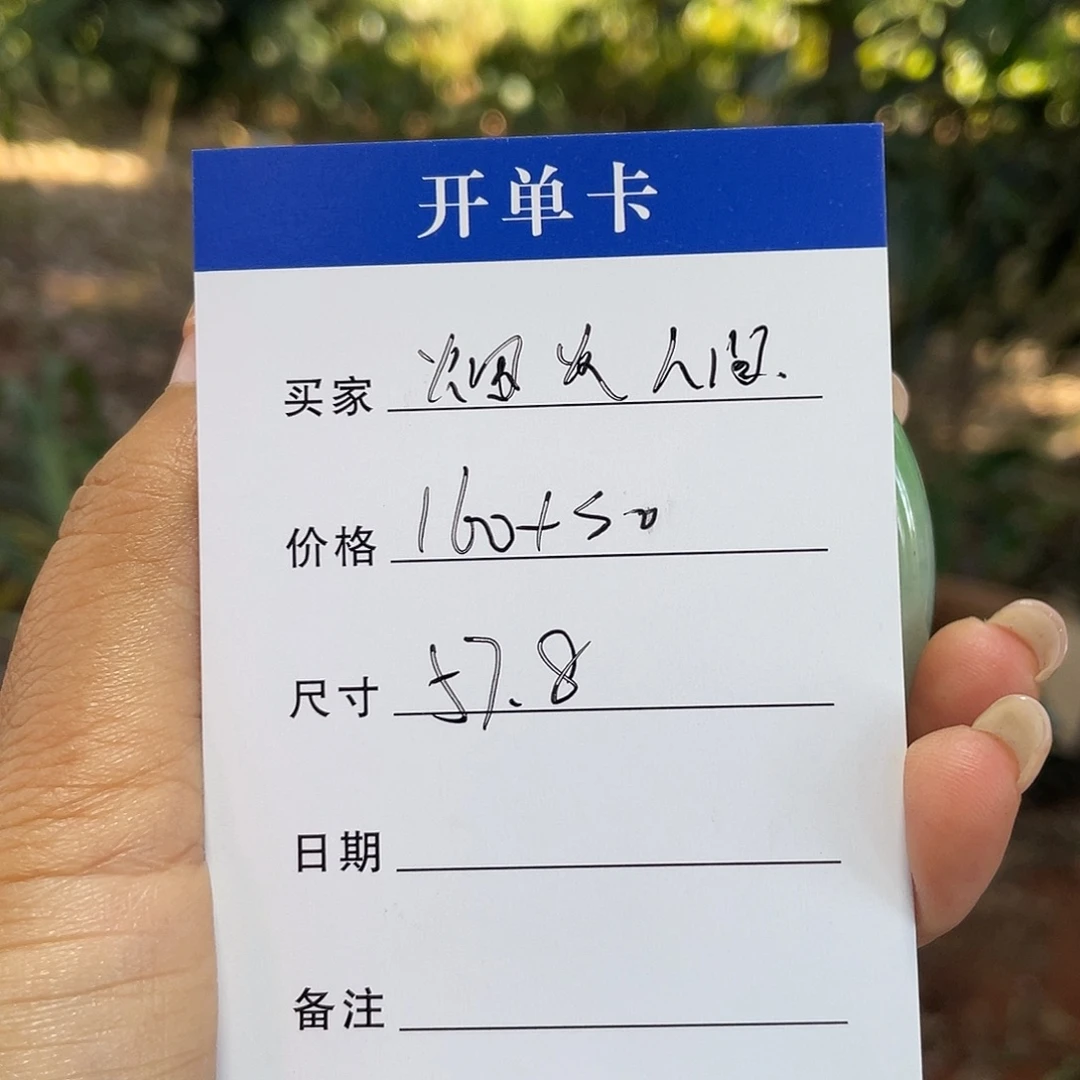 开单卡
买家 烟火人间.
价格 160+50
尺寸 57.8
日期
备注